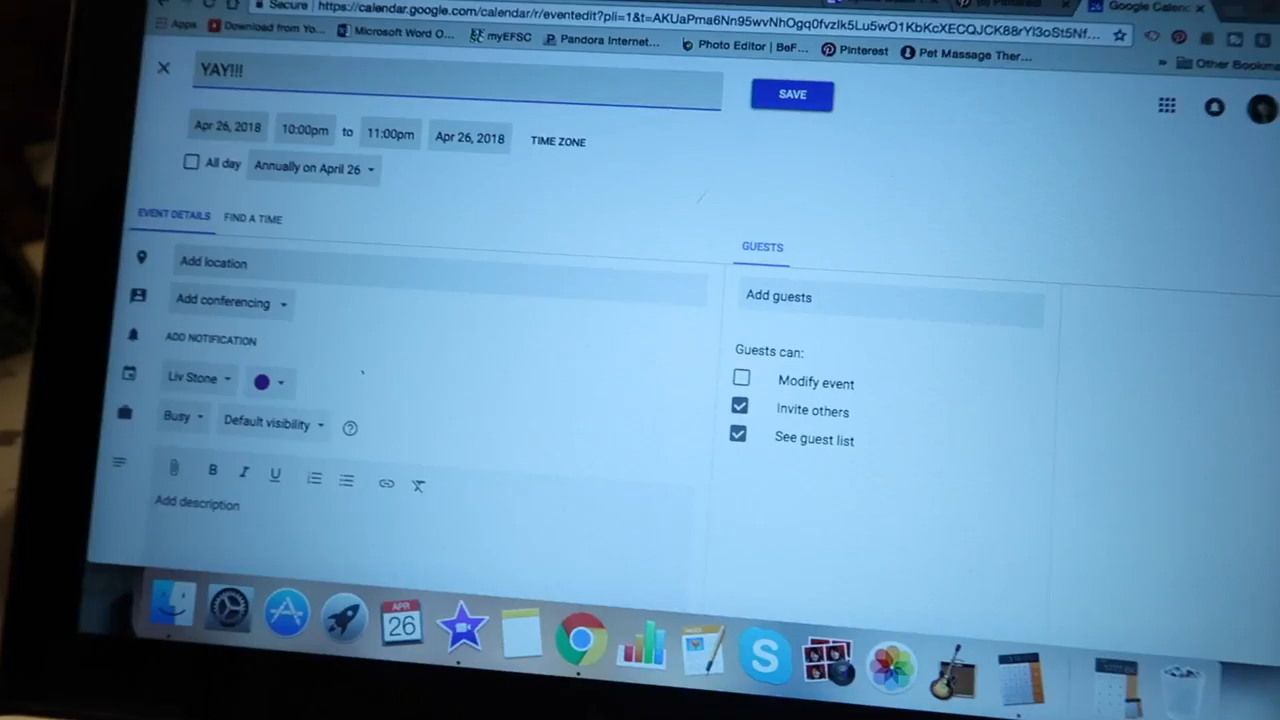 Google Calen
Secure | https://calendar.google.com/calendar/r/eventedit?pli=1&t=AKUaPma6Nn95wvNhOgq0fvzIk5Lu5wO1KbKcXECQJCK88rYl3oSt5Nf...
Apps Download from Yo... Microsoft Word O... myEFSC Pandora Internet... Photo Editor | BeF... Pinterest Pet Massage Ther... » Other Bookma
YAY!!!
SAVE
Apr 26, 2018 10:00pm to 11:00pm Apr 26, 2018 TIME ZONE
All day Annually on April 26
EVENT DETAILS FIND A TIME
GUESTS
Add location
Add guests
Add conferencing
ADD NOTIFICATION
Guests can:
Liv Stone
Modify event
Busy Default visibility ?
Invite others
See guest list
B I U
Add description
APR
26
S